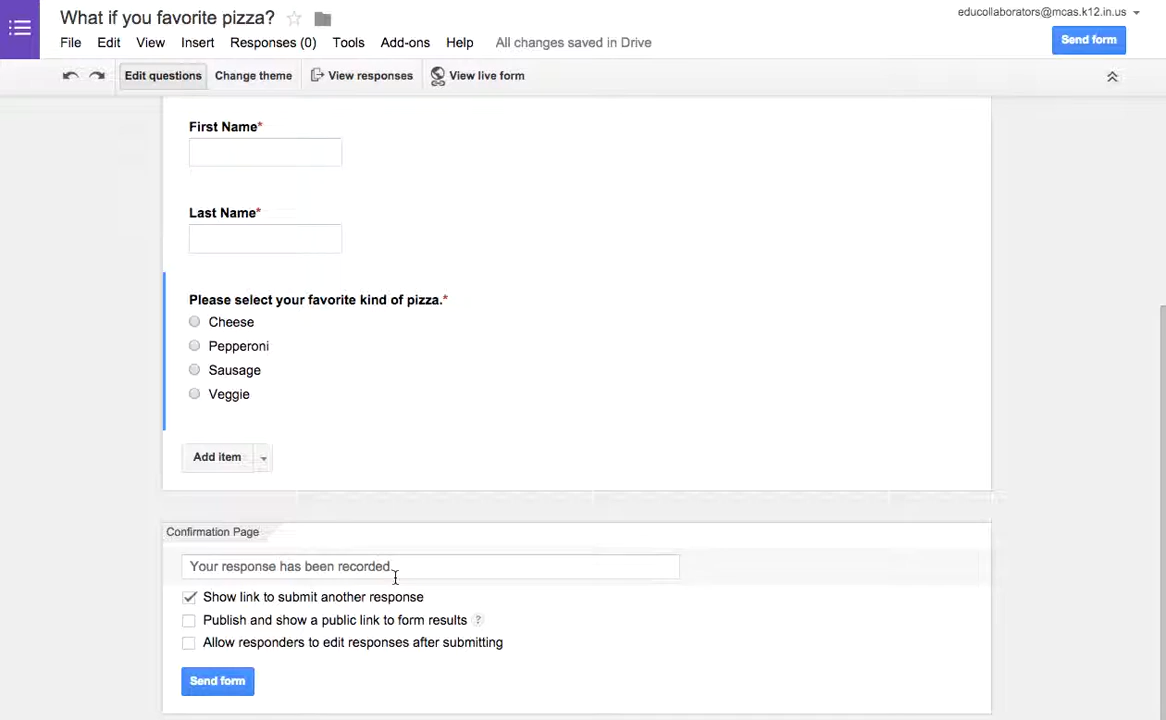 What if you favorite pizza?
educollaborators@mcas.k12.in.us
File Edit View Insert Responses (0) Tools Add-ons Help All changes saved in Drive
Send form
Edit questions Change theme View responses View live form
First Name*
Last Name*
Please select your favorite kind of pizza.*
Cheese
Pepperoni
Sausage
Veggie
Add item
Confirmation Page
Your response has been recorded.
Show link to submit another response
Publish and show a public link to form results ?
Allow responders to edit responses after submitting
Send form